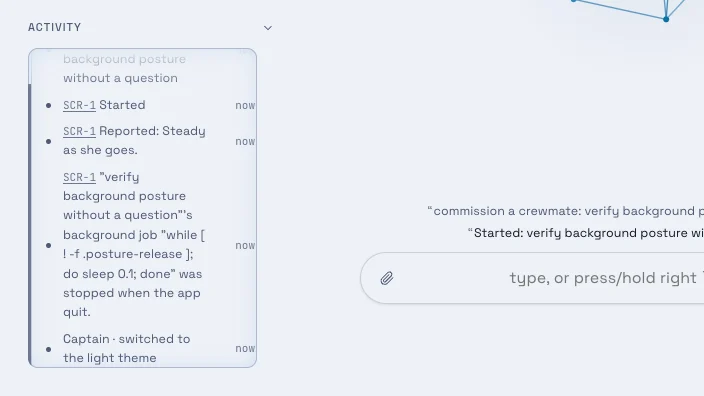 ACTIVITY
background posture
without a question
SCR-1 Started
now
SCR-1 Reported: Steady
as she goes.
now
SCR-1 "verify
background posture
without a question"'s
background job "while [
! -f .posture-release ];
do sleep 0.1; done" was
stopped when the app
quit.
now
Captain · switched to
the light theme
now
“commission a crewmate: verify background p
“Started: verify background posture wi
type, or press/hold right